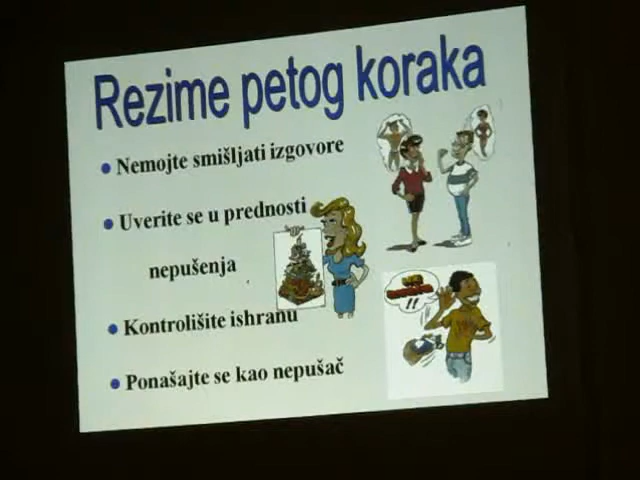 Rezime petog koraka
Nemojte smišljati izgovore
Uverite se u prednosti
nepušenja
Kontrolišite ishranu
Ponašajte se kao nepušač
!!